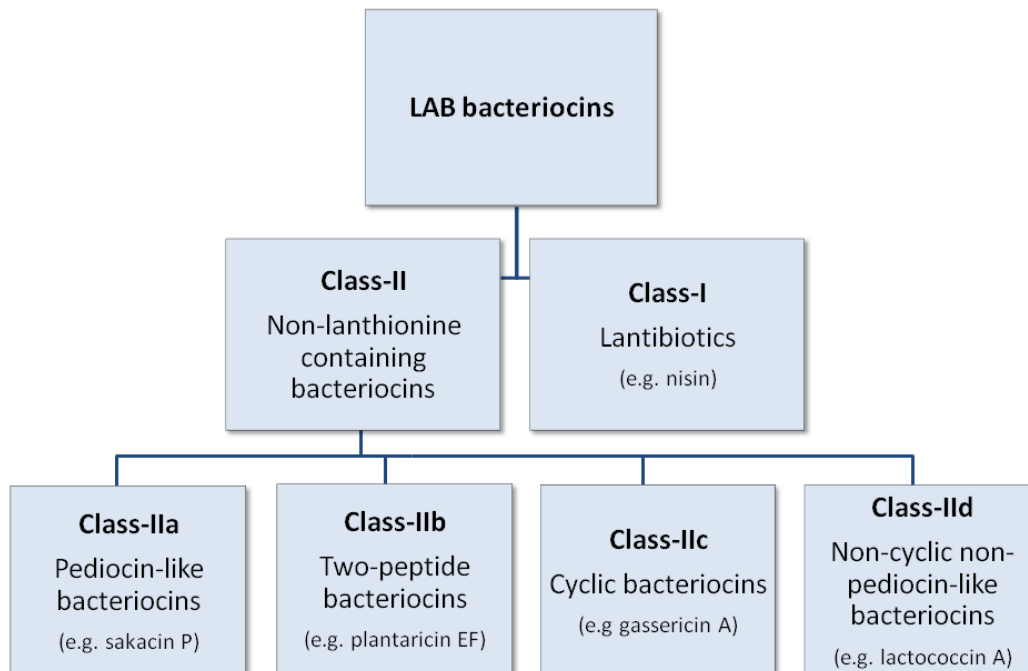 LAB bacteriocins
Class-II
Non-lanthionine
containing
bacteriocins
Class-I
Lantibiotics
(e.g. nisin)
Class-IIa
Pediocin-like
bacteriocins
(e.g. sakacin P)
Class-IIb
Two-peptide
bacteriocins
(e.g. plantaricin EF)
Class-IIc
Cyclic bacteriocins
(e.g gassericin A)
Class-IId
Non-cyclic non-
pediocin-like
bacteriocins
(e.g. lactococcin A)